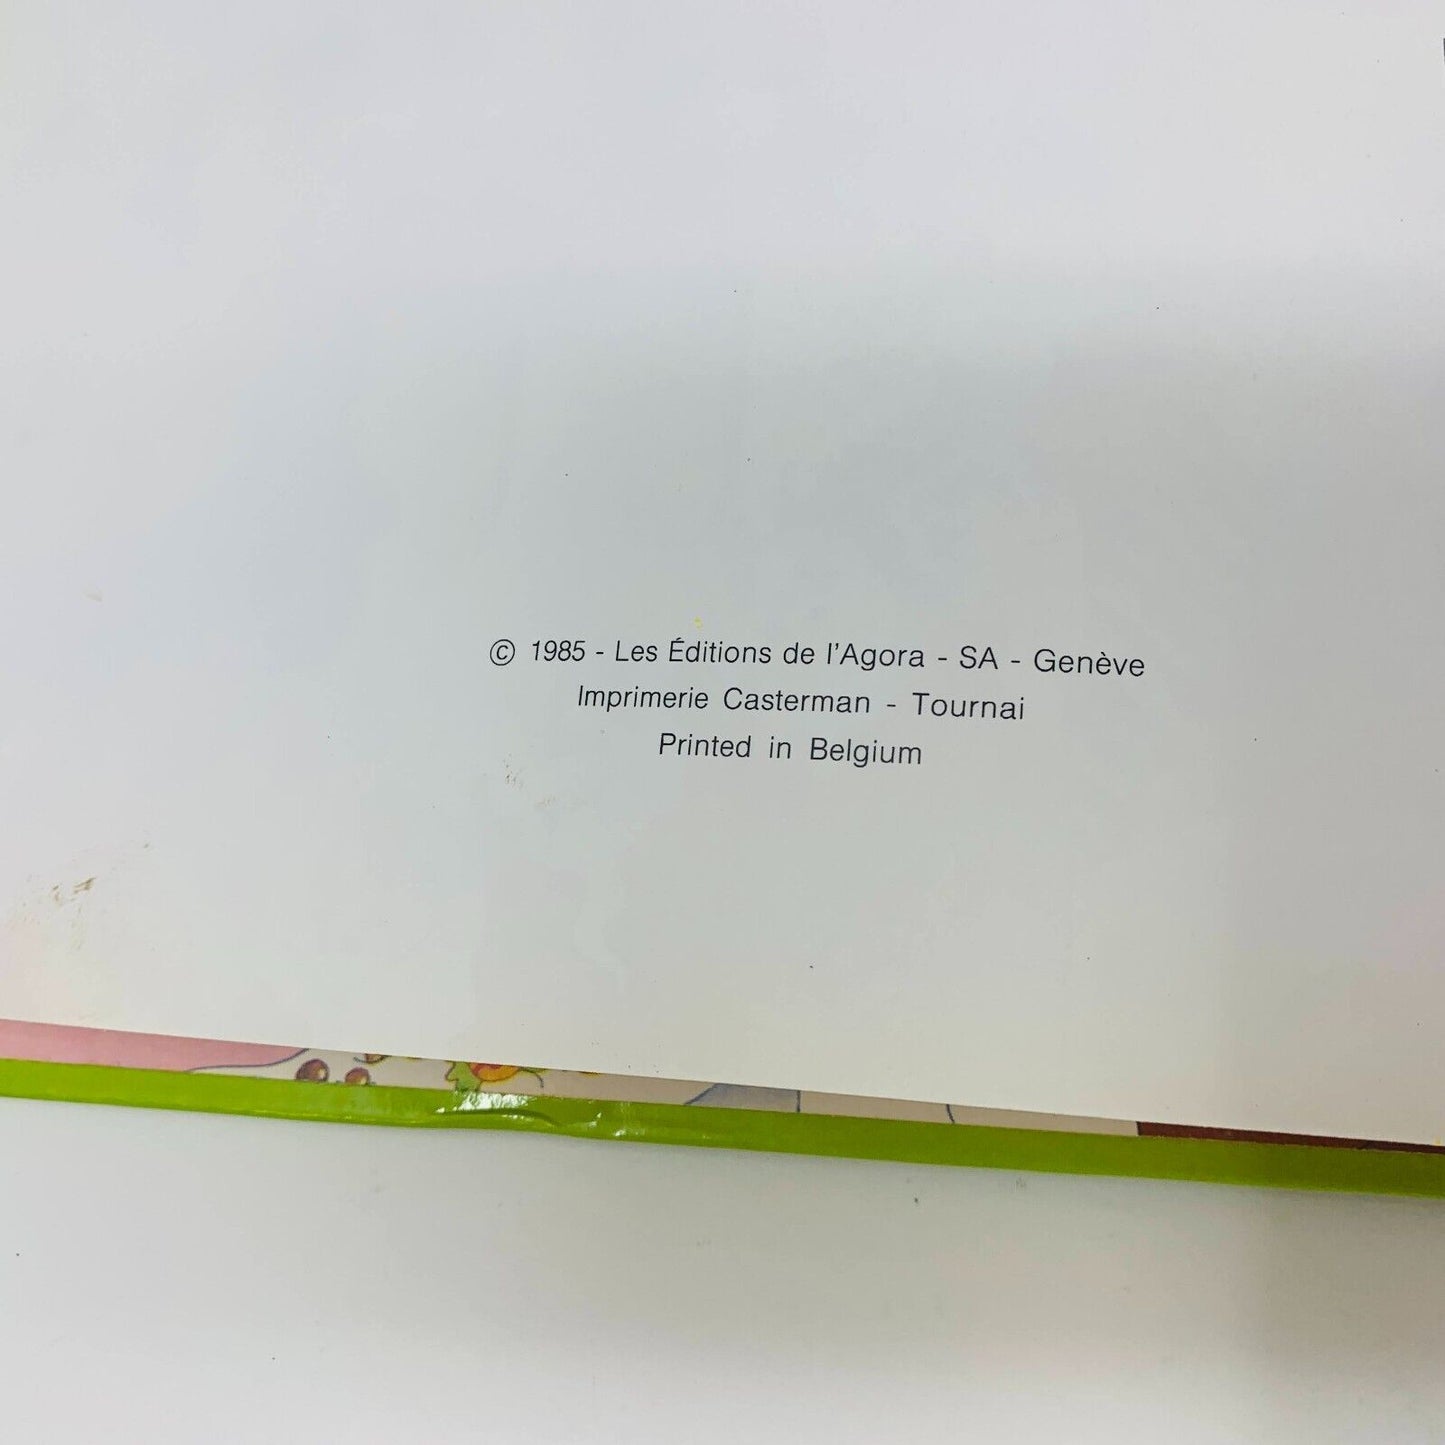 © 1985 - Les Éditions de l'Agora - SA - Genève
Imprimerie Casterman - Tournai
Printed in Belgium